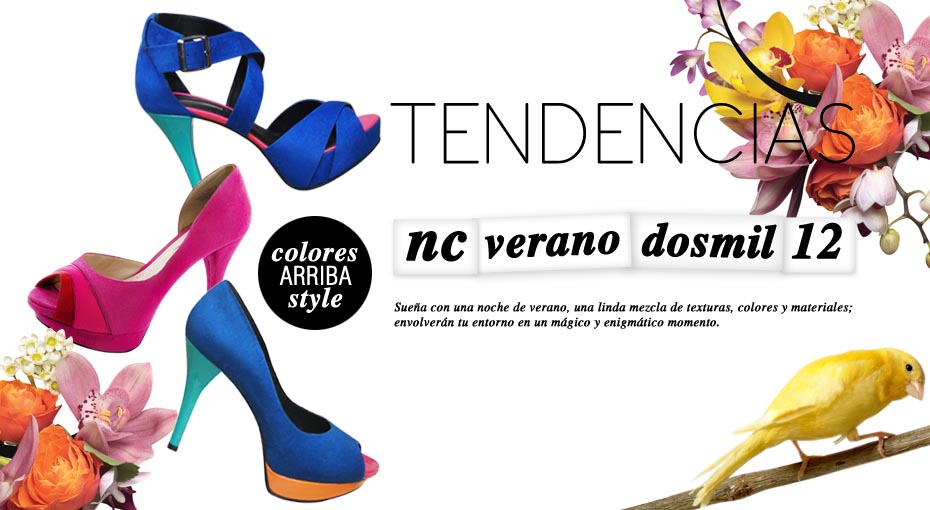 TENDENCIAS
nc verano dosmil 12
colores
ARRIBA
style
Sueña con una noche de verano, una linda mezcla de texturas, colores y materiales;
envolverán tu entorno en un mágico y enigmático momento.